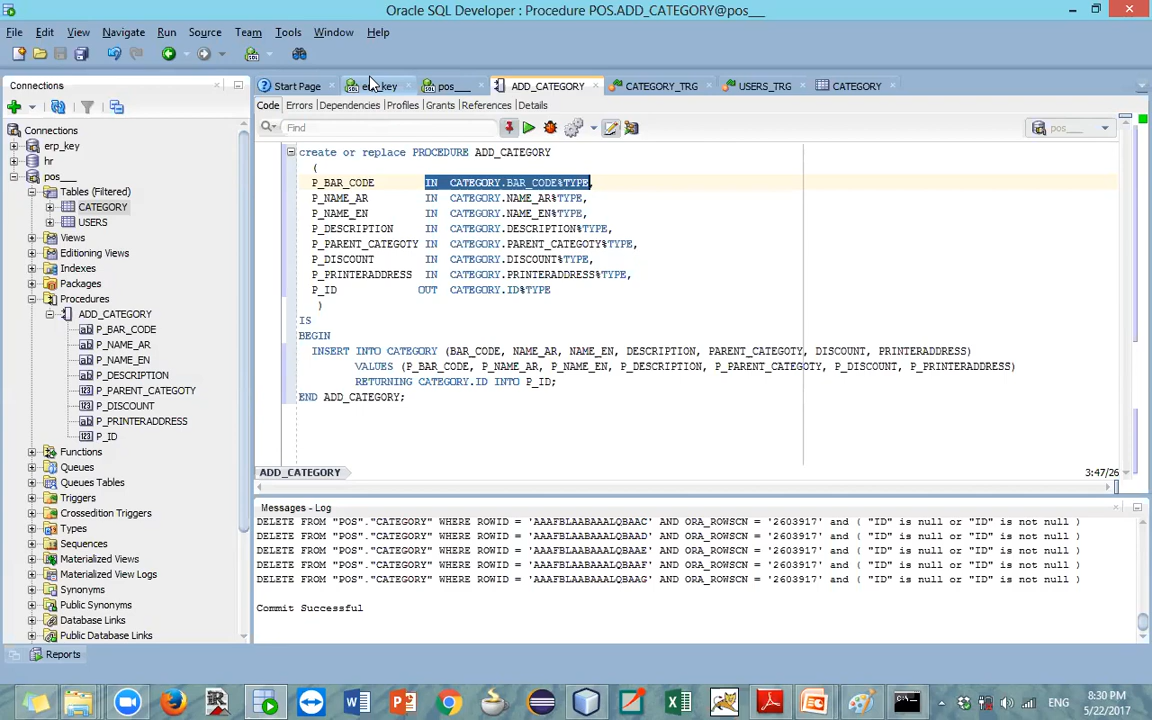 Oracle SQL Developer : Procedure POS.ADD_CATEGORY@pos___
File Edit View Navigate Run Source Team Tools Window Help
Connections
Start Page erp_key pos___ ADD_CATEGORY CATEGORY_TRG USERS_TRG CATEGORY
Code Errors Dependencies Profiles Grants References Details
Find
pos___
Connections
erp_key
hr
pos___
Tables (Filtered)
CATEGORY
USERS
Views
Editioning Views
Indexes
Packages
Procedures
ADD_CATEGORY
P_BAR_CODE
P_NAME_AR
P_NAME_EN
P_DESCRIPTION
P_PARENT_CATEGOTY
P_DISCOUNT
P_PRINTERADDRESS
P_ID
Functions
Queues
Queues Tables
Triggers
Crossedition Triggers
Types
Sequences
Materialized Views
Materialized View Logs
Synonyms
Public Synonyms
Database Links
Public Database Links
Reports
create or replace PROCEDURE ADD_CATEGORY
(
P_BAR_CODE IN CATEGORY.BAR_CODE%TYPE,
P_NAME_AR IN CATEGORY.NAME_AR%TYPE,
P_NAME_EN IN CATEGORY.NAME_EN%TYPE,
P_DESCRIPTION IN CATEGORY.DESCRIPTION%TYPE,
P_PARENT_CATEGOTY IN CATEGORY.PARENT_CATEGOTY%TYPE,
P_DISCOUNT IN CATEGORY.DISCOUNT%TYPE,
P_PRINTERADDRESS IN CATEGORY.PRINTERADDRESS%TYPE,
P_ID OUT CATEGORY.ID%TYPE
)
IS
BEGIN
INSERT INTO CATEGORY (BAR_CODE, NAME_AR, NAME_EN, DESCRIPTION, PARENT_CATEGOTY, DISCOUNT, PRINTERADDRESS)
VALUES (P_BAR_CODE, P_NAME_AR, P_NAME_EN, P_DESCRIPTION, P_PARENT_CATEGOTY, P_DISCOUNT, P_PRINTERADDRESS)
RETURNING CATEGORY.ID INTO P_ID;
END ADD_CATEGORY;
ADD_CATEGORY
3:47/26
Messages - Log
DELETE FROM "POS"."CATEGORY" WHERE ROWID = 'AAAFBLAABAAALQBAAC' AND ORA_ROWSCN = '2603917' and ( "ID" is null or "ID" is not null )
DELETE FROM "POS"."CATEGORY" WHERE ROWID = 'AAAFBLAABAAALQBAAD' AND ORA_ROWSCN = '2603917' and ( "ID" is null or "ID" is not null )
DELETE FROM "POS"."CATEGORY" WHERE ROWID = 'AAAFBLAABAAALQBAAE' AND ORA_ROWSCN = '2603917' and ( "ID" is null or "ID" is not null )
DELETE FROM "POS"."CATEGORY" WHERE ROWID = 'AAAFBLAABAAALQBAAF' AND ORA_ROWSCN = '2603917' and ( "ID" is null or "ID" is not null )
DELETE FROM "POS"."CATEGORY" WHERE ROWID = 'AAAFBLAABAAALQBAAG' AND ORA_ROWSCN = '2603917' and ( "ID" is null or "ID" is not null )
Commit Successful
ENG
8:30 PM
5/22/2017